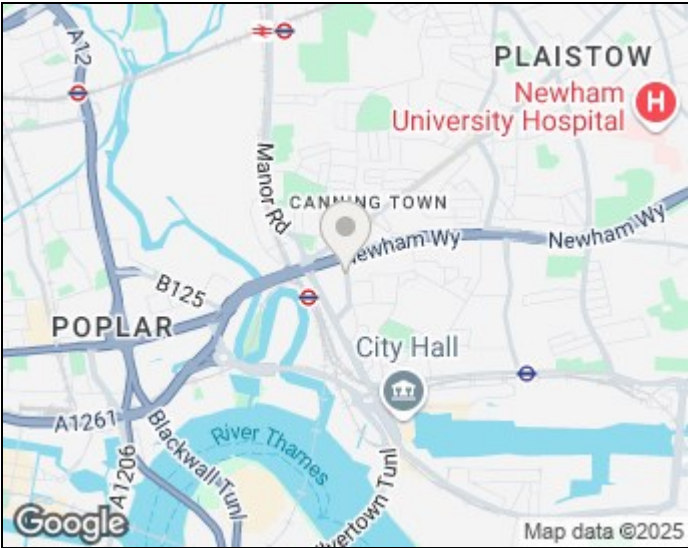 A12
PLAISTOW
Newham
University Hospital
H
Manor Rd
CANNING TOWN
Newham Wy
Newham Wy
B125
POPLAR
City Hall
A1261
A1206
Blackwall Tunl
River Thames
Silvertown Tunl
Google
Map data ©2025